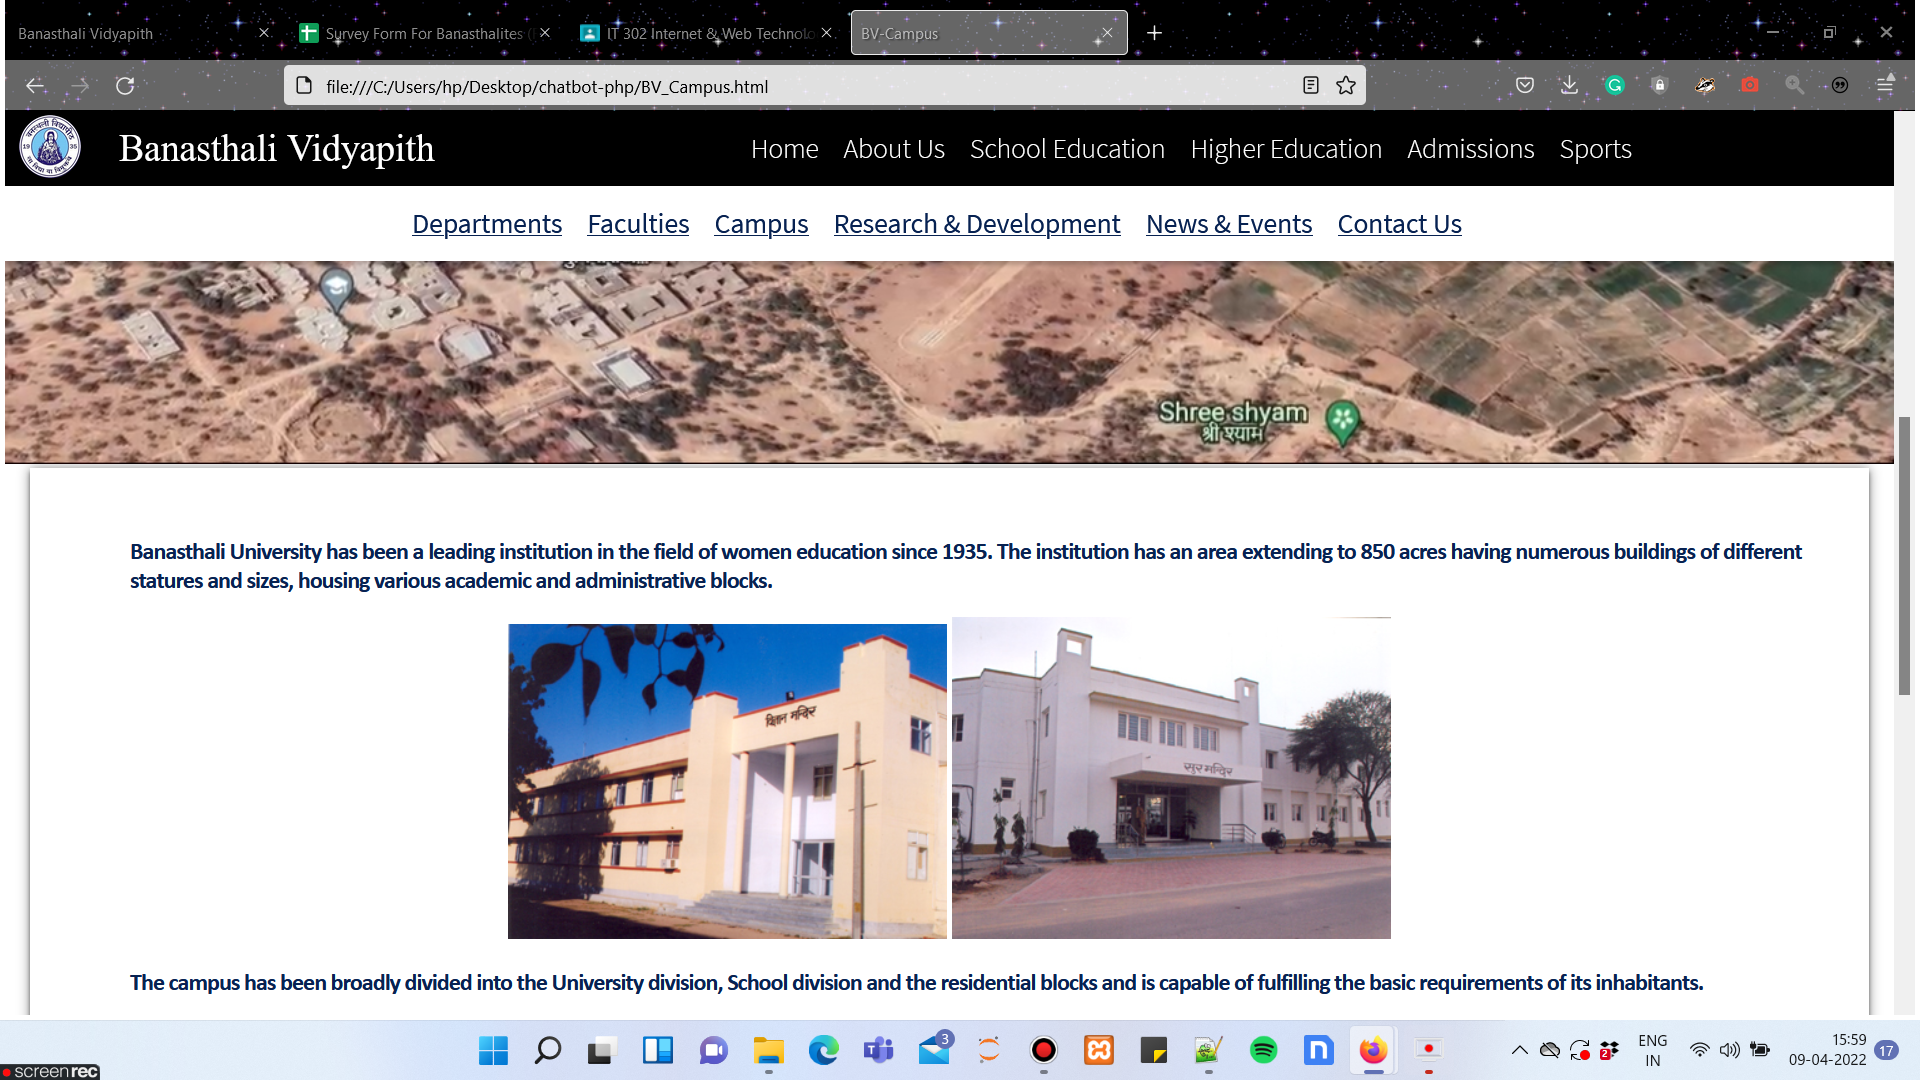 Banasthali Vidyapith
Survey Form For Banasthalites (
IT 302 Internet & Web Technolo
BV-Campus
file:///C:/Users/hp/Desktop/chatbot-php/BV_Campus.html
Banasthali Vidyapith
Home About Us School Education Higher Education Admissions Sports
Departments Faculties Campus Research & Development News & Events Contact Us
Shree shyam
श्री श्याम
Banasthali University has been a leading institution in the field of women education since 1935. The institution has an area extending to 850 acres having numerous buildings of different
statures and sizes, housing various academic and administrative blocks.
विज्ञान मन्दिर
सुर मन्दिर
The campus has been broadly divided into the University division, School division and the residential blocks and is capable of fulfilling the basic requirements of its inhabitants.
3
2
ENG
IN
15:59
09-04-2022
17
screenrec